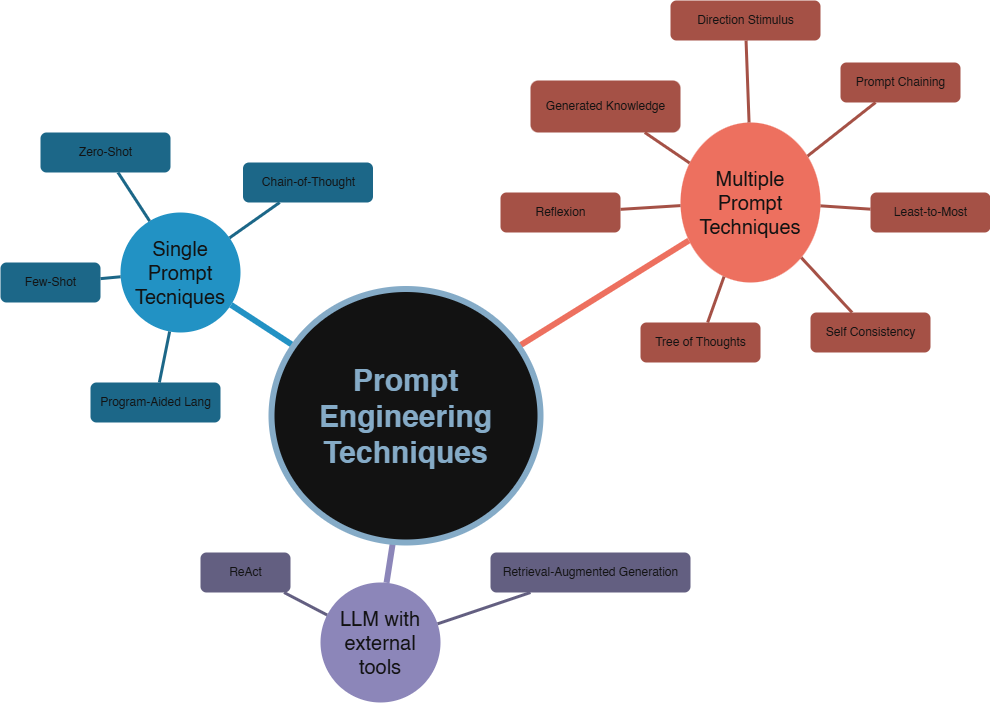 Direction Stimulus
Prompt Chaining
Generated Knowledge
Zero-Shot
Chain-of-Thought
Multiple
Prompt
Techniques
Reflexion
Least-to-Most
Single
Prompt
Tecniques
Few-Shot
Self Consistency
Tree of Thoughts
Program-Aided Lang
Prompt
Engineering
Techniques
ReAct
Retrieval-Augmented Generation
LLM with
external
tools